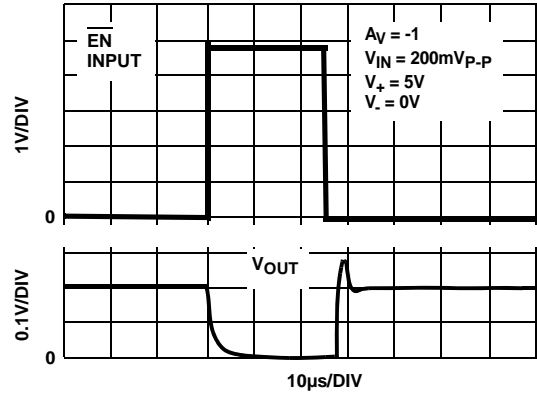 EN
INPUT
A_V = -1
V_IN = 200mV_P-P
V_+ = 5V
V_- = 0V
1V/DIV
0
V_OUT
0.1V/DIV
0
10µs/DIV